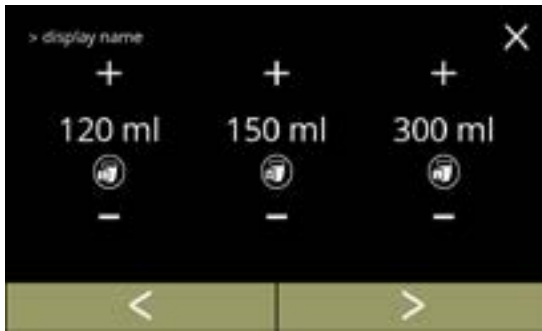 > display name
+ + +
120 ml 150 ml 300 ml
− − −
< >